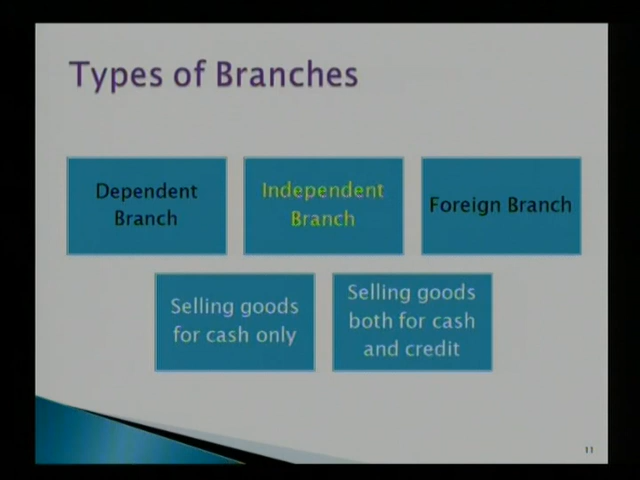 Types of Branches
Dependent
Branch
Independent
Branch
Foreign Branch
Selling goods
for cash only
Selling goods
both for cash
and credit
11